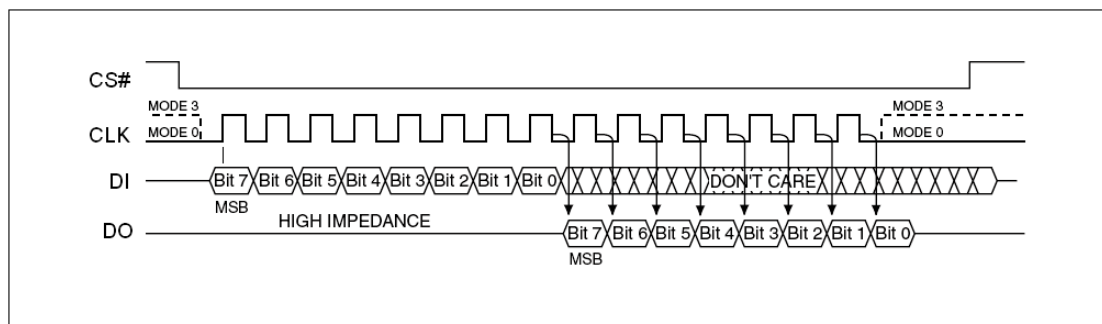 CS#
MODE 3 MODE 3
CLK MODE 0 MODE 0
DI Bit 7 Bit 6 Bit 5 Bit 4 Bit 3 Bit 2 Bit 1 Bit 0 DON'T CARE
MSB
HIGH IMPEDANCE
DO Bit 7 Bit 6 Bit 5 Bit 4 Bit 3 Bit 2 Bit 1 Bit 0
MSB